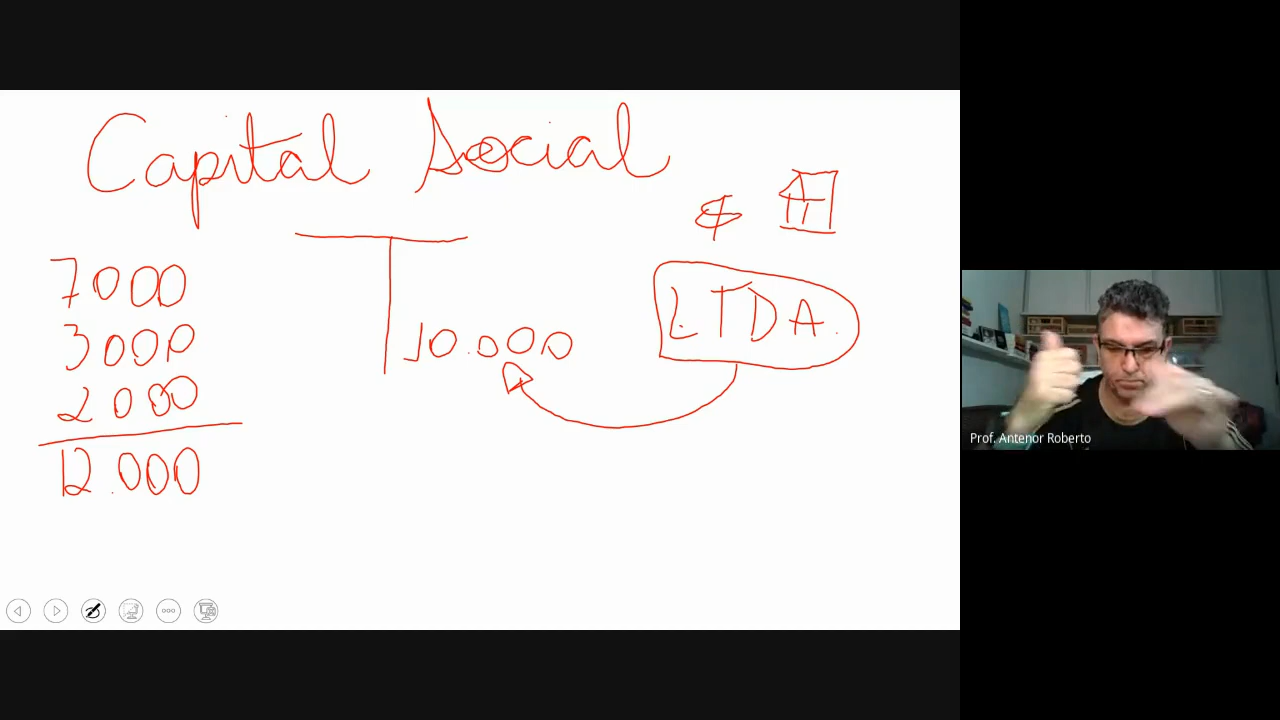 Capital Social
7000
3000
2000
12.000
10.000
LTDA.
Prof. Antenor Roberto